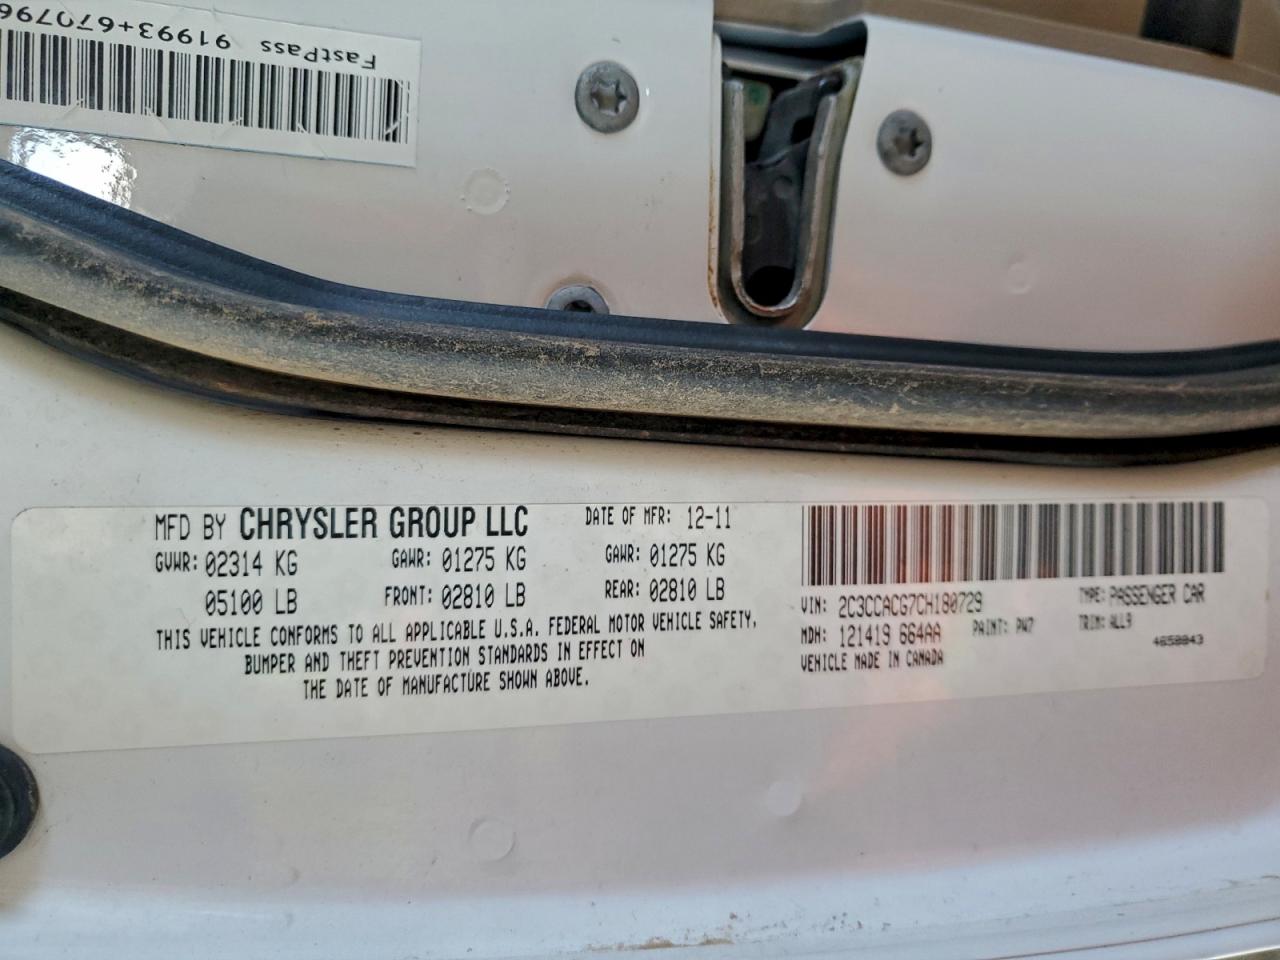 91993+670796
FastPass
MFD BY CHRYSLER GROUP LLC DATE OF MFR: 12-11
GVWR: 02314 KG GAWR: 01275 KG GAWR: 01275 KG
05100 LB FRONT: 02810 LB REAR: 02810 LB
THIS VEHICLE CONFORMS TO ALL APPLICABLE U.S.A. FEDERAL MOTOR VEHICLE SAFETY,
BUMPER AND THEFT PREVENTION STANDARDS IN EFFECT ON
THE DATE OF MANUFACTURE SHOWN ABOVE.
VIN: 2C3CCACG7CH180729 TYPE: PASSENGER CAR
MDH: 121419 664AA PAINT: PW7 TRIM: ALL9
VEHICLE MADE IN CANADA 4658043